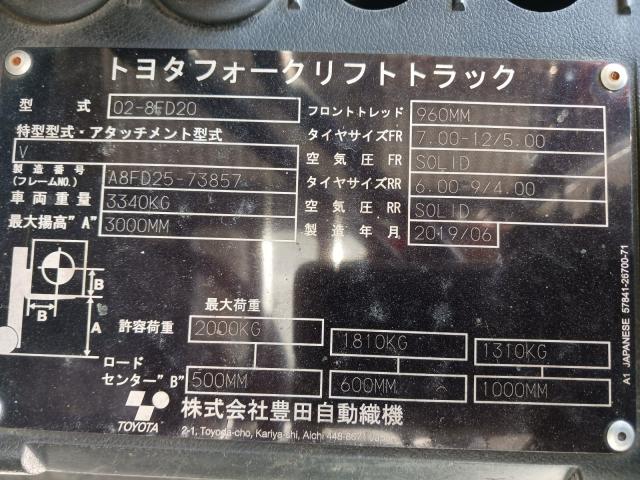 トヨタフォークリフトトラック
型式 02-8FD20
特型型式・アタッチメント型式
V
製造番号(フレームNO.) A8FD25-73857
車両重量 3340KG
最大揚高"A" 3000MM
フロントトレッド 960MM
タイヤサイズFR 7.00-12/5.00
空気圧FR SOLID
タイヤサイズRR 6.00-9/4.00
空気圧RR SOLID
製造年月 2019/06
B
B
A
最大荷重
許容荷重 2000KG 1810KG 1310KG
ロードセンター"B" 500MM 600MM 1000MM
TOYOTA
株式会社豊田自動織機
2-1, Toyoda-cho, Kariya-shi, Aichi 448-8671 Japan
A1 JAPANESE 57841-26700-71